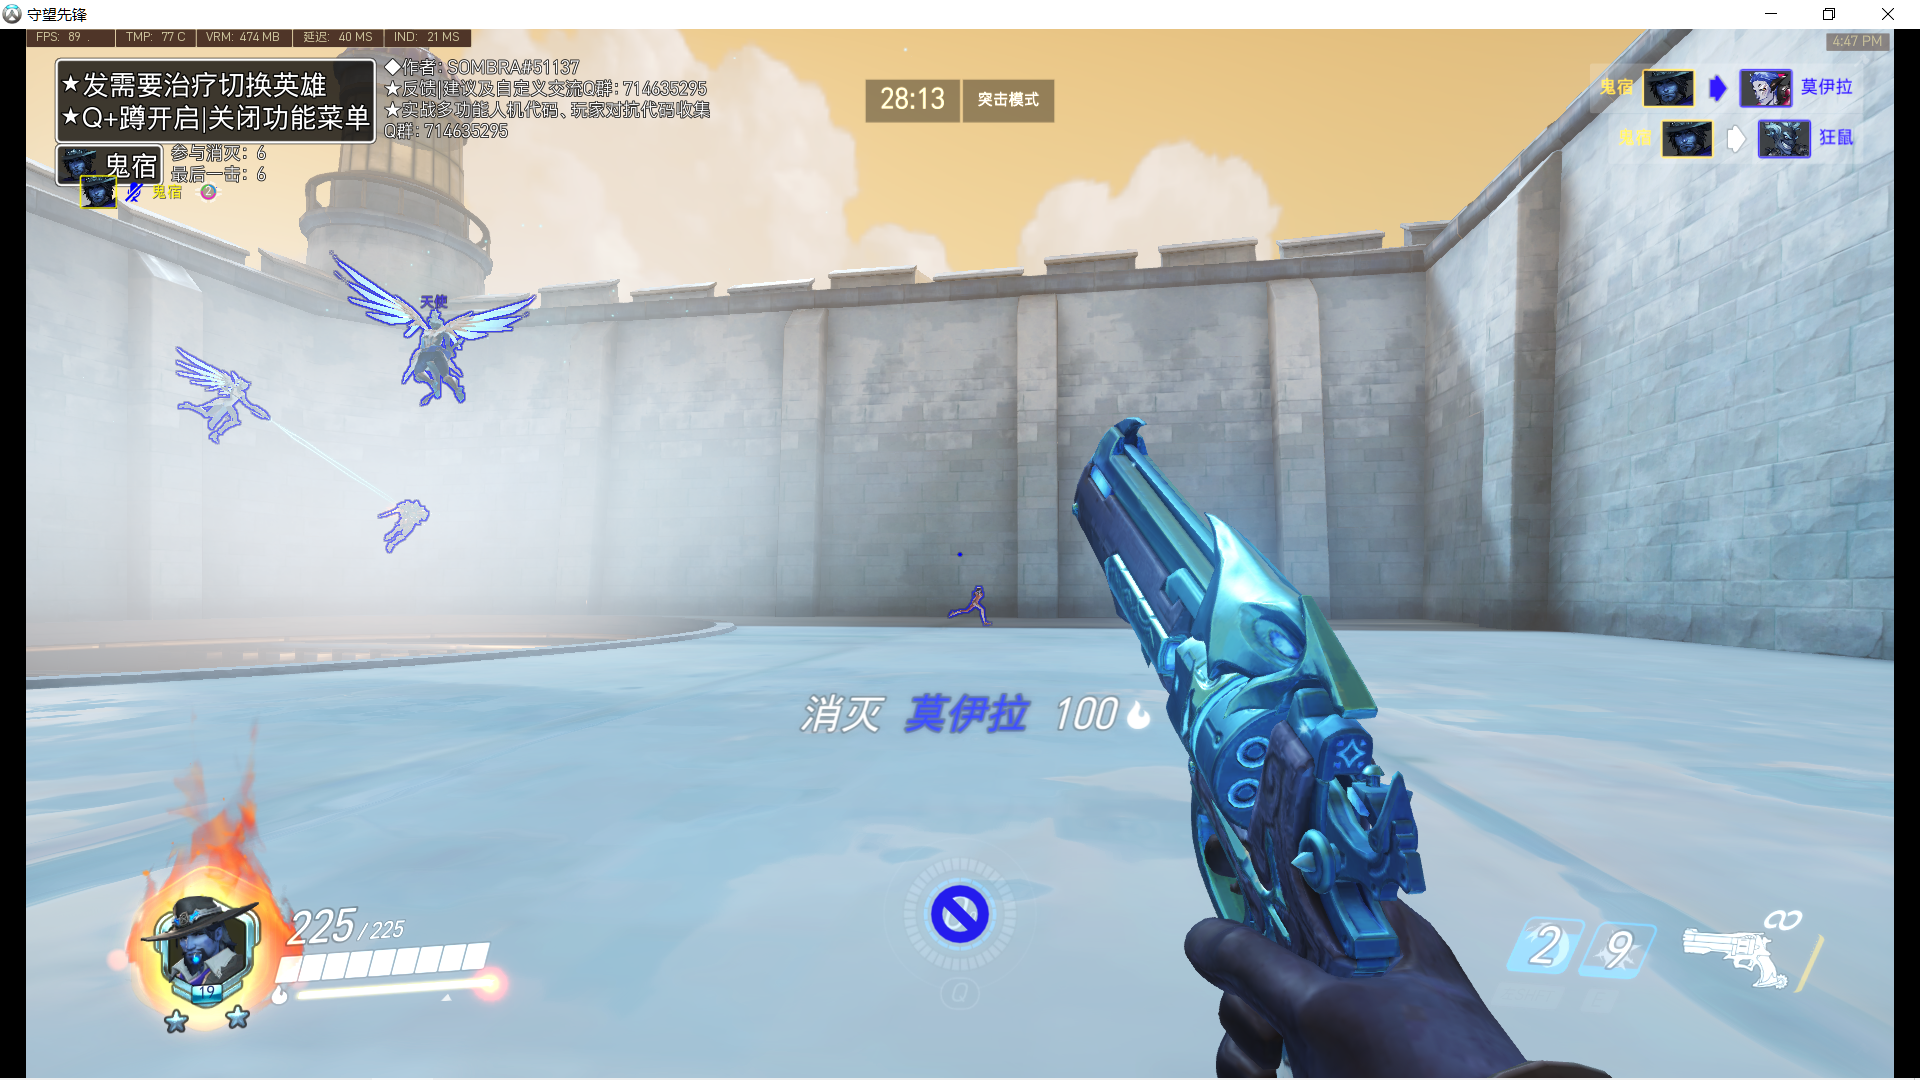 守望先锋
FPS: 89 . TMP: 77 C VRM: 474 MB 延迟: 40 MS IND: 21 MS
4:47 PM
★发需要治疗切换英雄
★Q+蹲开启|关闭功能菜单
◆作者: SOMBRA#51137
★反馈|建议及自定义交流Q群: 714635295
★实战多功能人机代码、玩家对抗代码收集
Q群: 714635295
28:13 突击模式
鬼宿 莫伊拉
鬼宿 狂鼠
鬼宿
参与消灭: 6
最后一击: 6
鬼宿 2
天使
消灭 莫伊拉 100
225/225
19
Q
2 9